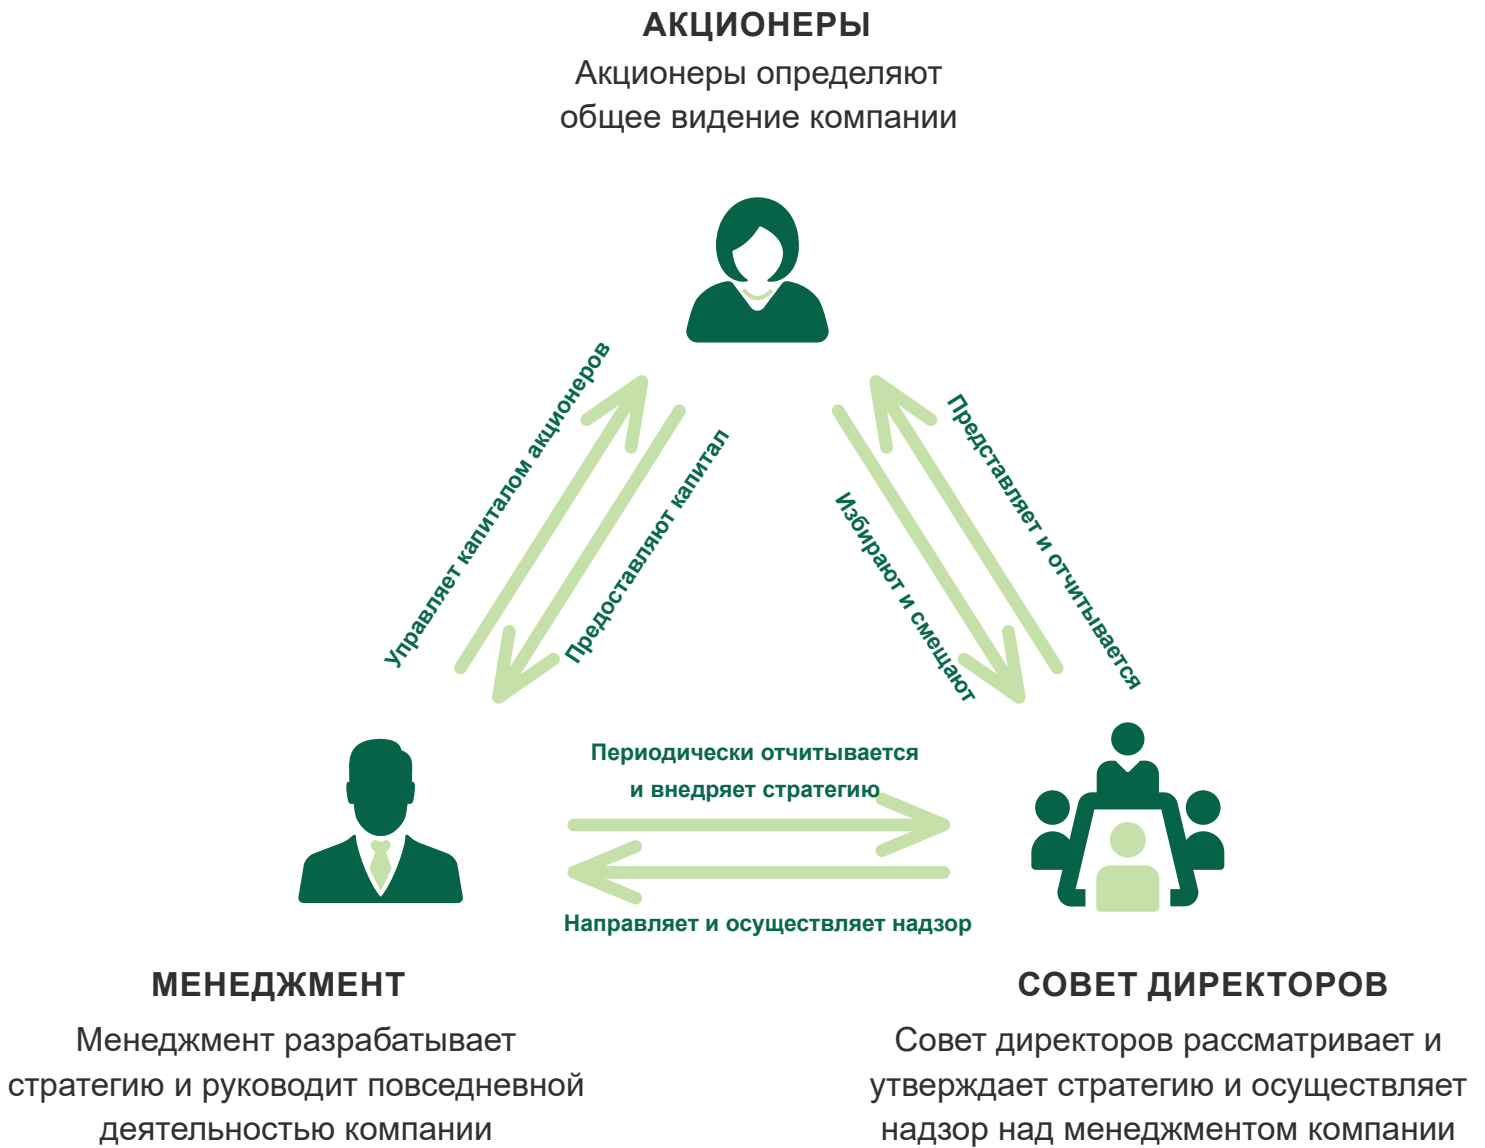 АКЦИОНЕРЫ
Акционеры определяют
общее видение компании
Управляет капиталом акционеров
Предоставляют капитал
Избирают и смещают
Представляет и отчитывается
Периодически отчитывается
и внедряет стратегию
Направляет и осуществляет надзор
МЕНЕДЖМЕНТ
Менеджмент разрабатывает
стратегию и руководит повседневной
деятельностью компании
СОВЕТ ДИРЕКТОРОВ
Совет директоров рассматривает и
утверждает стратегию и осуществляет
надзор над менеджментом компании